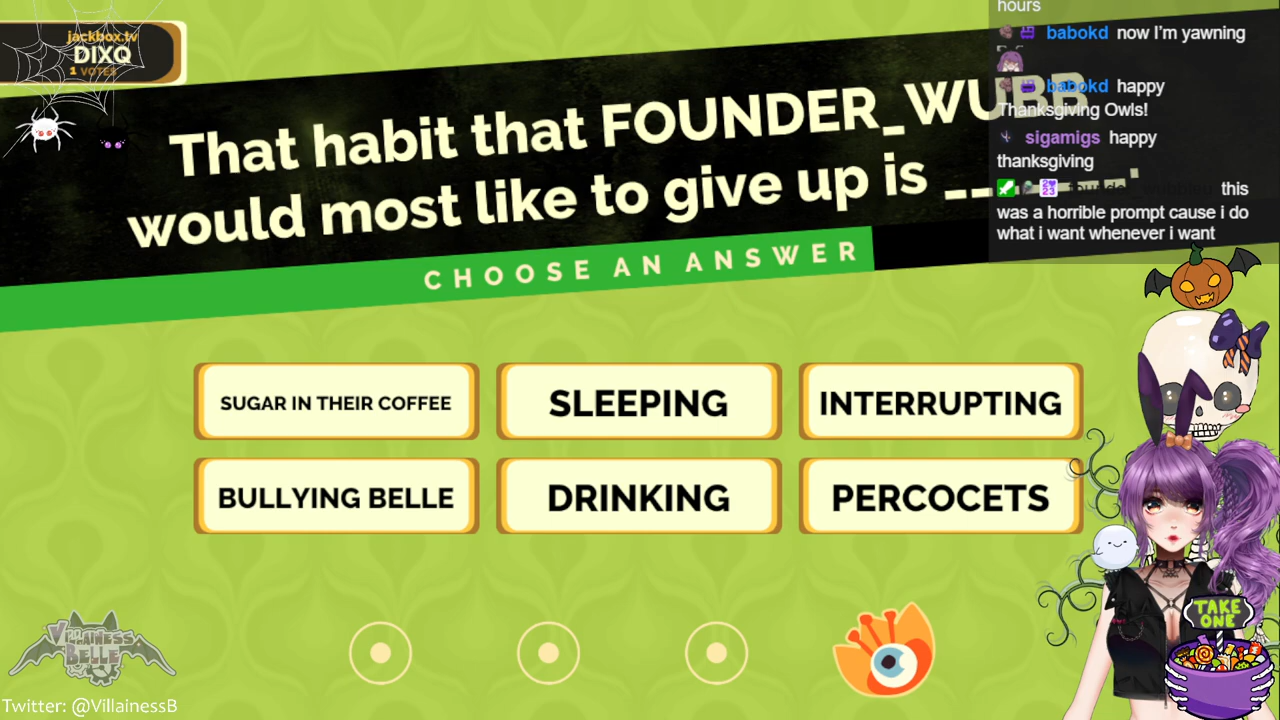 jackbox.tv
DIXQ
1 VOTES
That habit that FOUNDER_WUBB
would most like to give up is
CHOOSE AN ANSWER
SUGAR IN THEIR COFFEE
SLEEPING
INTERRUPTING
BULLYING BELLE
DRINKING
PERCOCETS
hours
babokd now I'm yawning
babokd happy
Thanksgiving Owls!
sigamigs happy
thanksgiving
this
was a horrible prompt cause i do
what i want whenever i want
TAKE
ONE
VILLAINESS
BELLE
Twitter: @VillainessB